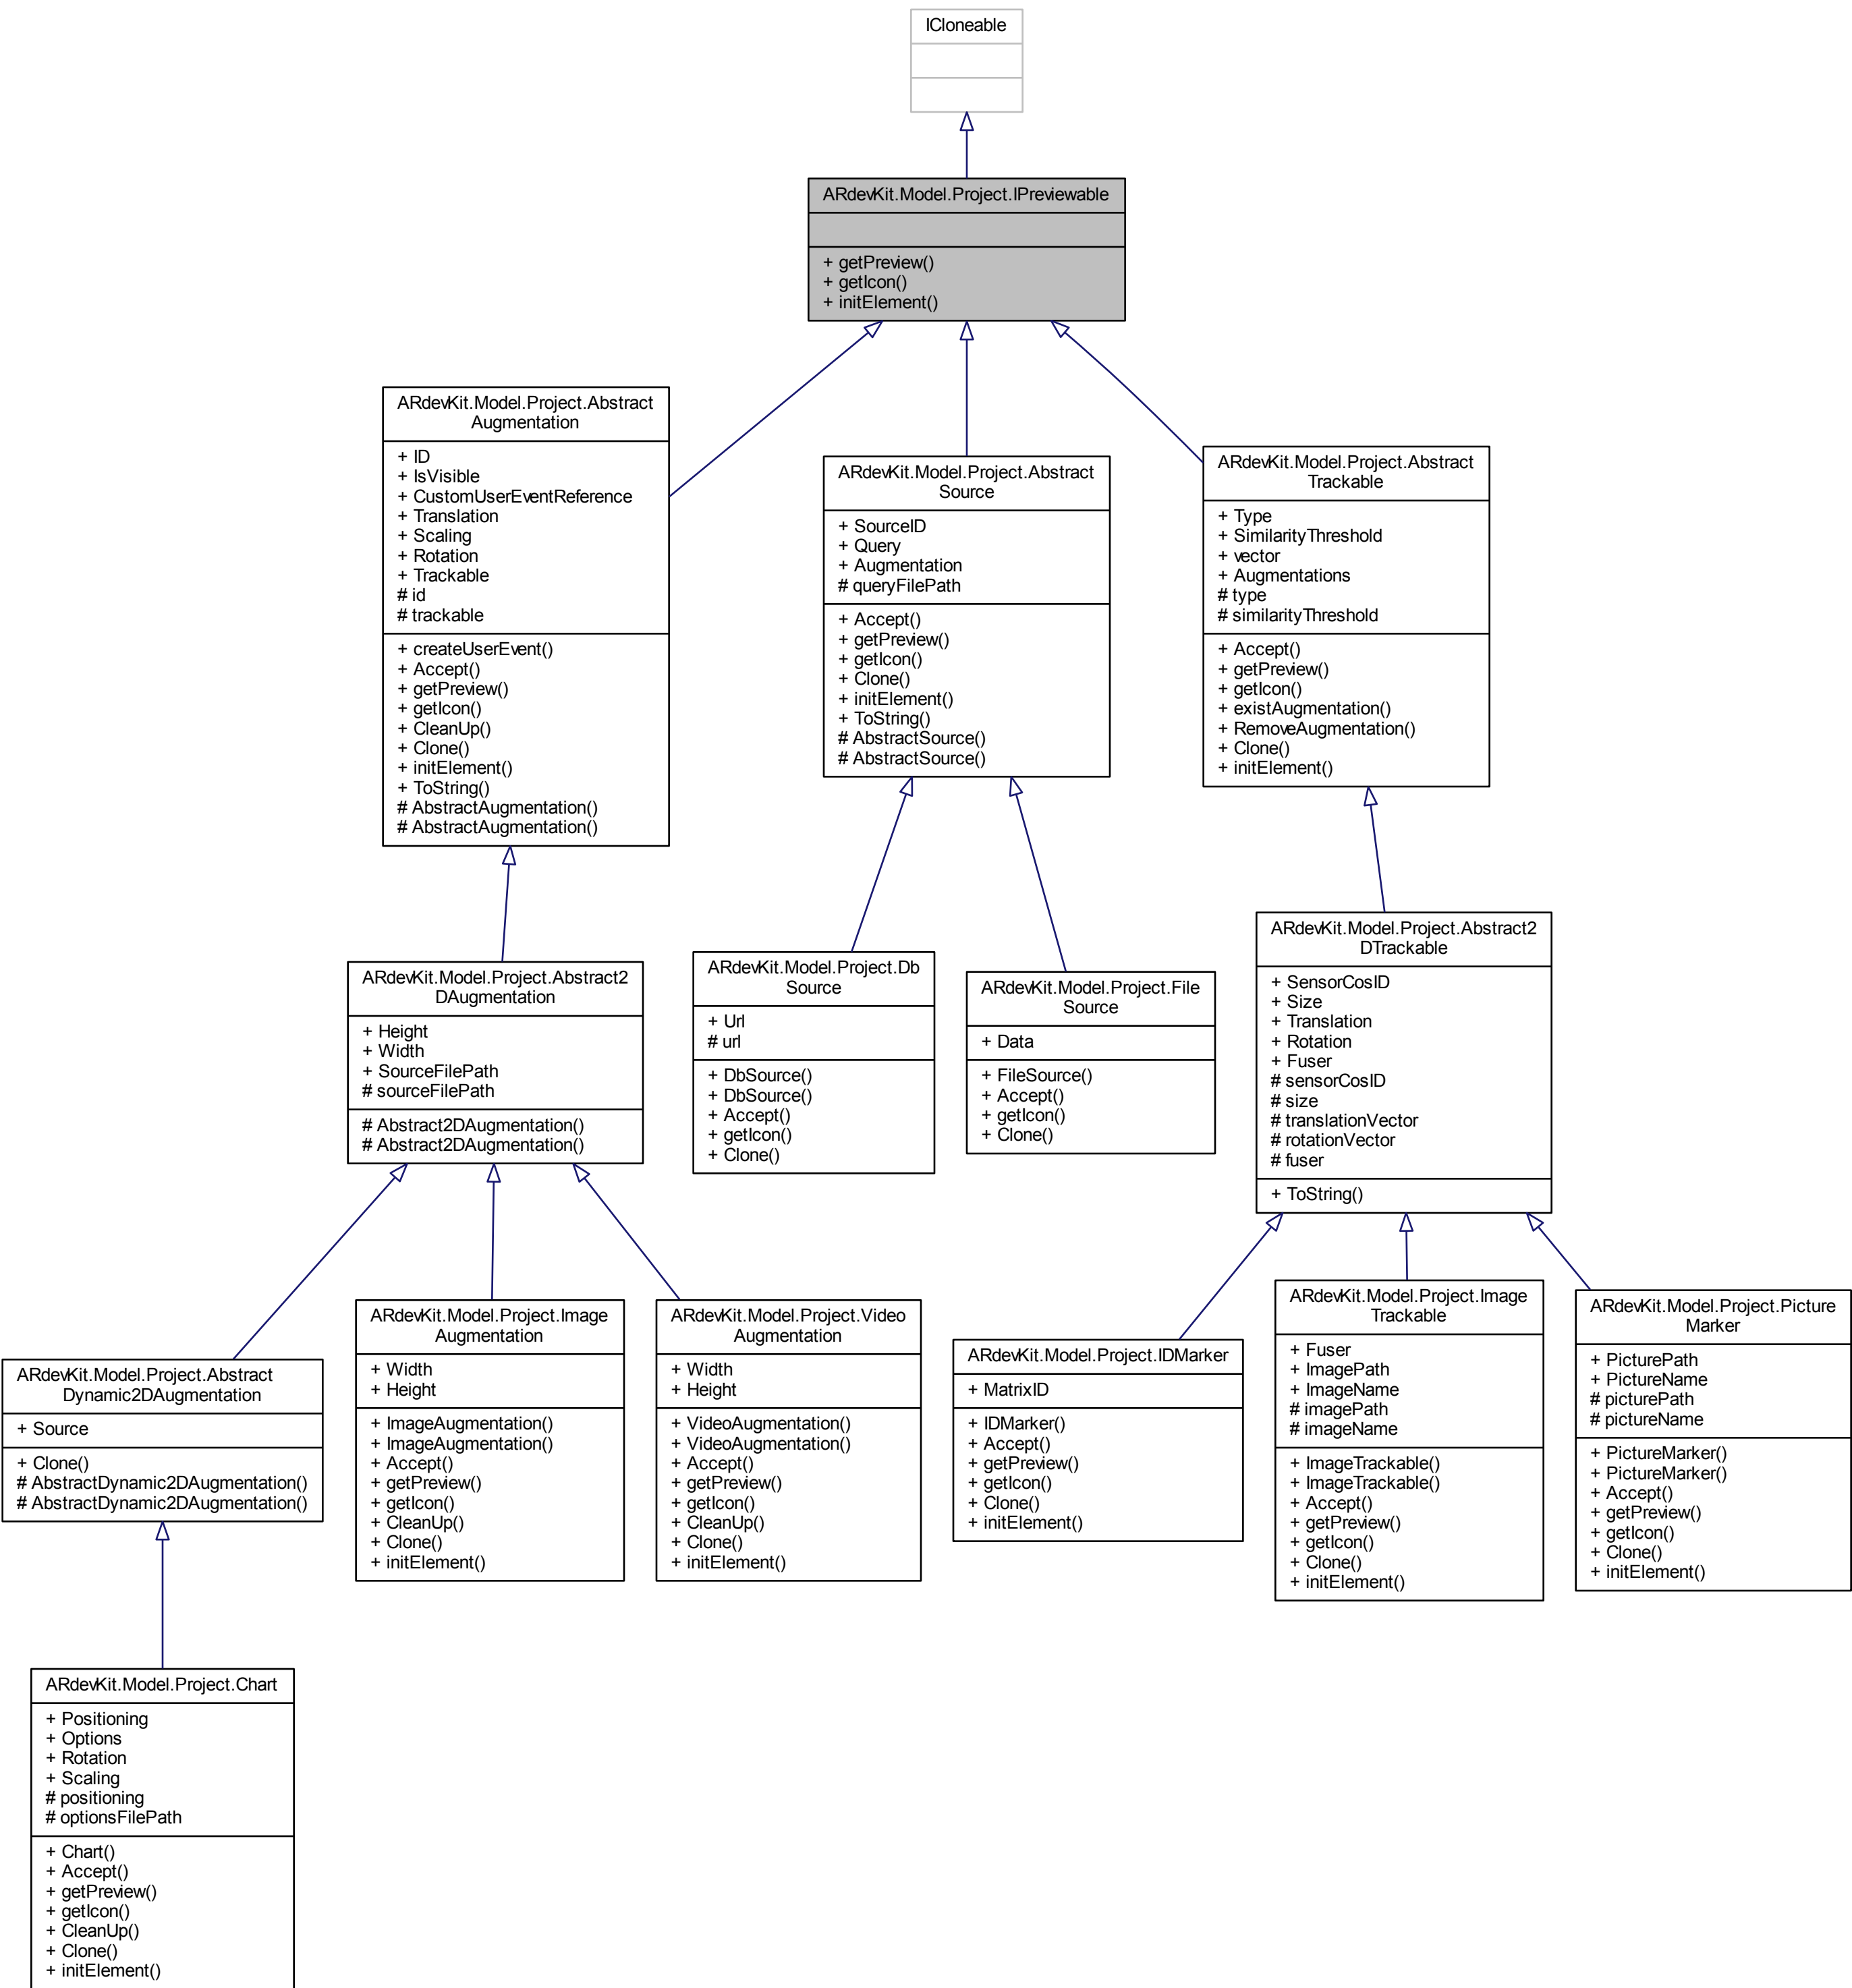 ICloneable
ARdevKit.Model.Project.IPreviewable
+ getPreview()
+ getIcon()
+ initElement()
ARdevKit.Model.Project.Abstract
Augmentation
+ ID
+ IsVisible
+ CustomUserEventReference
+ Translation
+ Scaling
+ Rotation
+ Trackable
# id
# trackable
+ createUserEvent()
+ Accept()
+ getPreview()
+ getIcon()
+ CleanUp()
+ Clone()
+ initElement()
+ ToString()
# AbstractAugmentation()
# AbstractAugmentation()
ARdevKit.Model.Project.Abstract
Source
+ SourceID
+ Query
+ Augmentation
# queryFilePath
+ Accept()
+ getPreview()
+ getIcon()
+ Clone()
+ initElement()
+ ToString()
# AbstractSource()
# AbstractSource()
ARdevKit.Model.Project.Abstract
Trackable
+ Type
+ SimilarityThreshold
+ vector
+ Augmentations
# type
# similarityThreshold
+ Accept()
+ getPreview()
+ getIcon()
+ existAugmentation()
+ RemoveAugmentation()
+ Clone()
+ initElement()
ARdevKit.Model.Project.Abstract2
DAugmentation
+ Height
+ Width
+ SourceFilePath
# sourceFilePath
# Abstract2DAugmentation()
# Abstract2DAugmentation()
ARdevKit.Model.Project.Db
Source
+ Url
# url
+ DbSource()
+ DbSource()
+ Accept()
+ getIcon()
+ Clone()
ARdevKit.Model.Project.File
Source
+ Data
+ FileSource()
+ Accept()
+ getIcon()
+ Clone()
ARdevKit.Model.Project.Abstract2
DTrackable
+ SensorCosID
+ Size
+ Translation
+ Rotation
+ Fuser
# sensorCosID
# size
# translationVector
# rotationVector
# fuser
+ ToString()
ARdevKit.Model.Project.Abstract
Dynamic2DAugmentation
+ Source
+ Clone()
# AbstractDynamic2DAugmentation()
# AbstractDynamic2DAugmentation()
ARdevKit.Model.Project.Image
Augmentation
+ Width
+ Height
+ ImageAugmentation()
+ ImageAugmentation()
+ Accept()
+ getPreview()
+ getIcon()
+ CleanUp()
+ Clone()
+ initElement()
ARdevKit.Model.Project.Video
Augmentation
+ Width
+ Height
+ VideoAugmentation()
+ VideoAugmentation()
+ Accept()
+ getPreview()
+ getIcon()
+ CleanUp()
+ Clone()
+ initElement()
ARdevKit.Model.Project.IDMarker
+ MatrixID
+ IDMarker()
+ Accept()
+ getPreview()
+ getIcon()
+ Clone()
+ initElement()
ARdevKit.Model.Project.Image
Trackable
+ Fuser
+ ImagePath
+ ImageName
# imagePath
# imageName
+ ImageTrackable()
+ ImageTrackable()
+ Accept()
+ getPreview()
+ getIcon()
+ Clone()
+ initElement()
ARdevKit.Model.Project.Picture
Marker
+ PicturePath
+ PictureName
# picturePath
# pictureName
+ PictureMarker()
+ PictureMarker()
+ Accept()
+ getPreview()
+ getIcon()
+ Clone()
+ initElement()
ARdevKit.Model.Project.Chart
+ Positioning
+ Options
+ Rotation
+ Scaling
# positioning
# optionsFilePath
+ Chart()
+ Accept()
+ getPreview()
+ getIcon()
+ CleanUp()
+ Clone()
+ initElement()